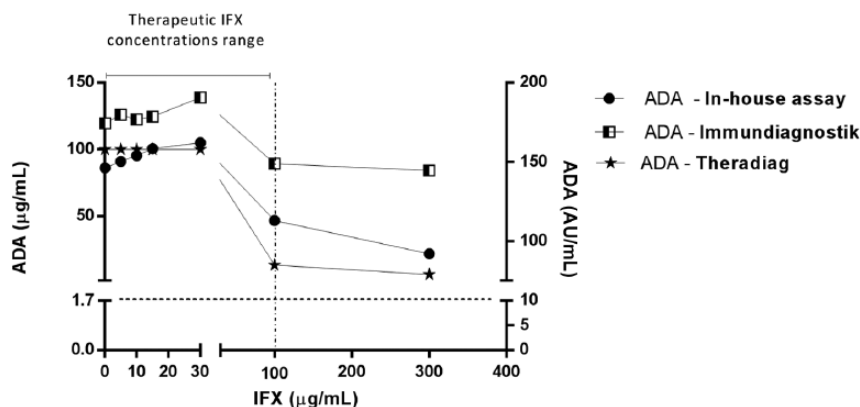 Therapeutic IFX
concentrations range
150
100
50
1.7
0.0
ADA (µg/mL)
200
150
100
10
5
0
ADA (AU/mL)
0 10 20 30 100 200 300 400
IFX (µg/mL)
ADA - In-house assay
ADA - Immundiagnostik
ADA - Theradiag